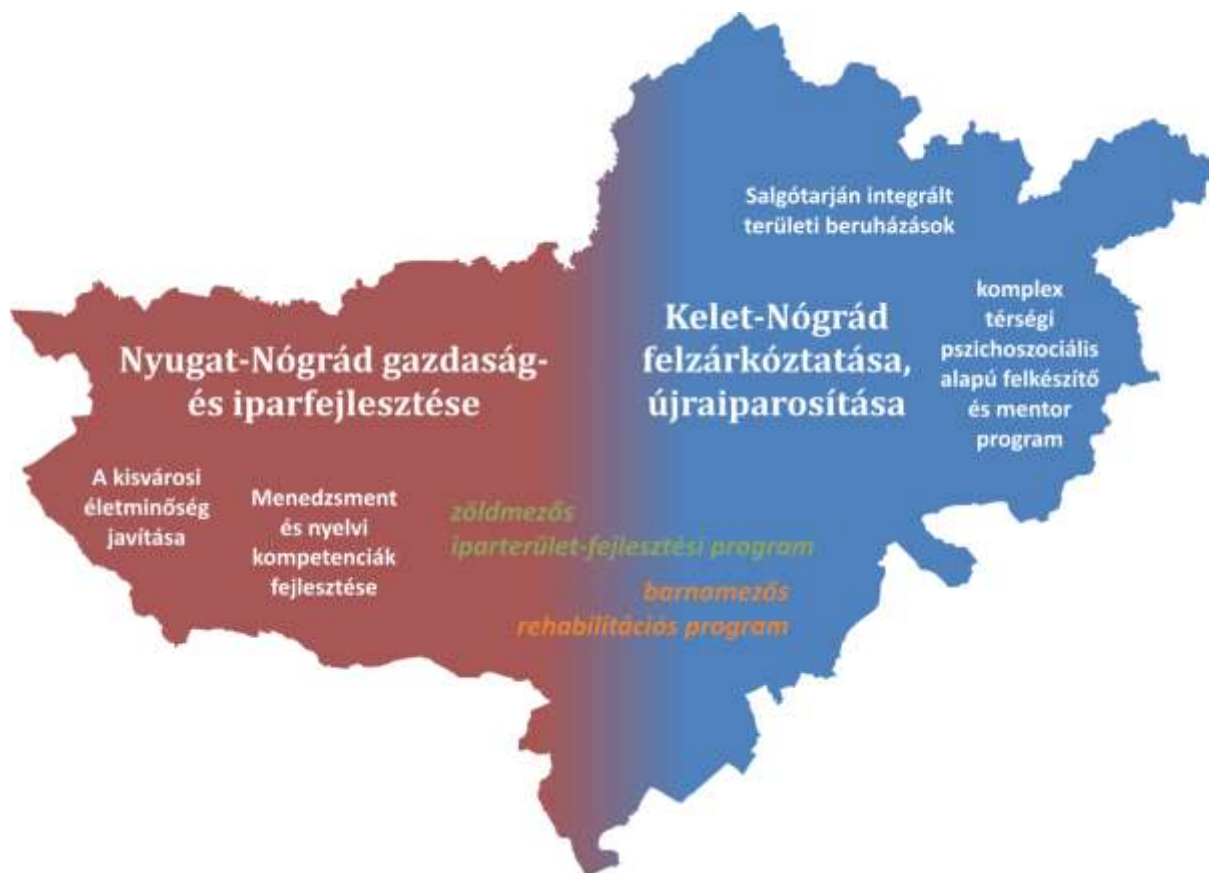 Salgótarján integrált
területi beruházások
Nyugat-Nógrád gazdaság-
és iparfejlesztése
Kelet-Nógrád
felzárkóztatása,
újraiparosítása
komplex
térségi
pszichoszociális
alapú felkészítő
és mentor
program
A kisvárosi
életminőség
javítása
Menedzsment
és nyelvi
kompetenciák
fejlesztése
zöldmezős
iparterület-fejlesztési program
barnamezős
rehabilitációs program